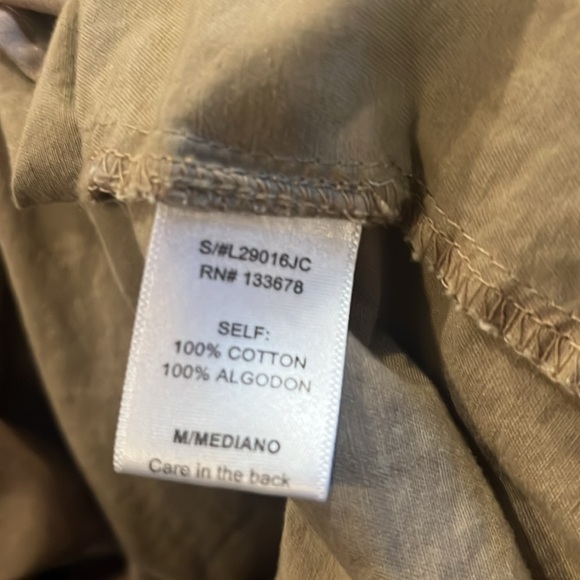 S/#L29016JC
RN# 133678
SELF:
100% COTTON
100% ALGODON
M/MEDIANO
Care in the back